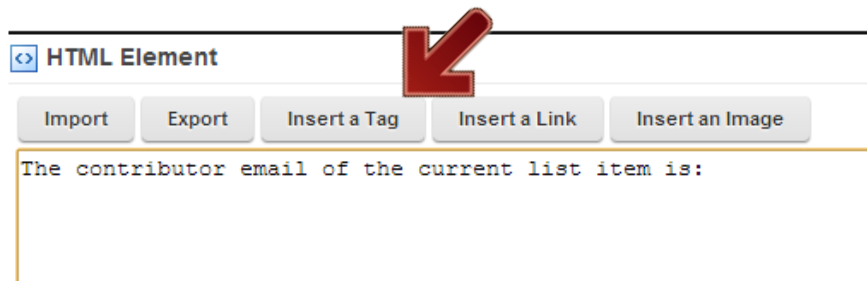 HTML Element
Import Export Insert a Tag Insert a Link Insert an Image
The contributor email of the current list item is: